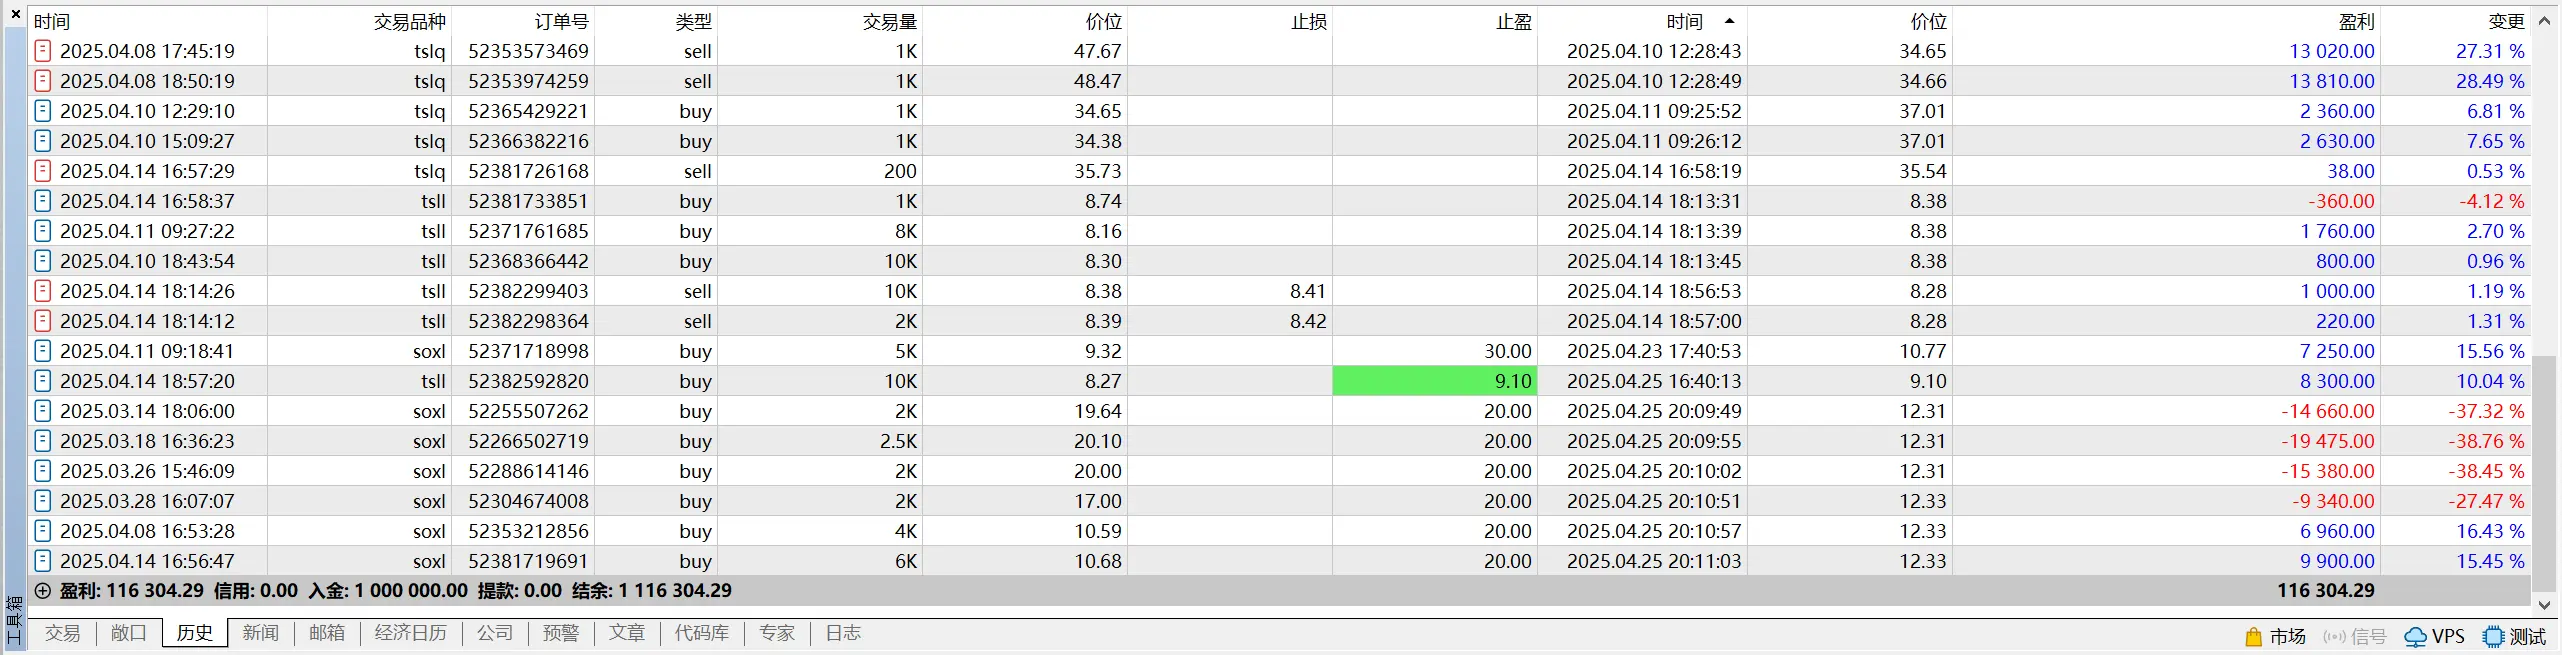 时间 交易品种 订单号 类型 交易量 价位 止损 止盈 时间 价位 盈利 变更
2025.04.08 17:45:19 tslq 52353573469 sell 1K 47.67 2025.04.10 12:28:43 34.65 13 020.00 27.31 %
2025.04.08 18:50:19 tslq 52353974259 sell 1K 48.47 2025.04.10 12:28:49 34.66 13 810.00 28.49 %
2025.04.10 12:29:10 tslq 52365429221 buy 1K 34.65 2025.04.11 09:25:52 37.01 2 360.00 6.81 %
2025.04.10 15:09:27 tslq 52366382216 buy 1K 34.38 2025.04.11 09:26:12 37.01 2 630.00 7.65 %
2025.04.14 16:57:29 tslq 52381726168 sell 200 35.73 2025.04.14 16:58:19 35.54 38.00 0.53 %
2025.04.14 16:58:37 tsll 52381733851 buy 1K 8.74 2025.04.14 18:13:31 8.38 -360.00 -4.12 %
2025.04.11 09:27:22 tsll 52371761685 buy 8K 8.16 2025.04.14 18:13:39 8.38 1 760.00 2.70 %
2025.04.10 18:43:54 tsll 52368366442 buy 10K 8.30 2025.04.14 18:13:45 8.38 800.00 0.96 %
2025.04.14 18:14:26 tsll 52382299403 sell 10K 8.38 8.41 2025.04.14 18:56:53 8.28 1 000.00 1.19 %
2025.04.14 18:14:12 tsll 52382298364 sell 2K 8.39 8.42 2025.04.14 18:57:00 8.28 220.00 1.31 %
2025.04.11 09:18:41 soxl 52371718998 buy 5K 9.32 30.00 2025.04.23 17:40:53 10.77 7 250.00 15.56 %
2025.04.14 18:57:20 tsll 52382592820 buy 10K 8.27 9.10 2025.04.25 16:40:13 9.10 8 300.00 10.04 %
2025.03.14 18:06:00 soxl 52255507262 buy 2K 19.64 20.00 2025.04.25 20:09:49 12.31 -14 660.00 -37.32 %
2025.03.18 16:36:23 soxl 52266502719 buy 2.5K 20.10 20.00 2025.04.25 20:09:55 12.31 -19 475.00 -38.76 %
2025.03.26 15:46:09 soxl 52288614146 buy 2K 20.00 20.00 2025.04.25 20:10:02 12.31 -15 380.00 -38.45 %
2025.03.28 16:07:07 soxl 52304674008 buy 2K 17.00 20.00 2025.04.25 20:10:51 12.33 -9 340.00 -27.47 %
2025.04.08 16:53:28 soxl 52353212856 buy 4K 10.59 20.00 2025.04.25 20:10:57 12.33 6 960.00 16.43 %
2025.04.14 16:56:47 soxl 52381719691 buy 6K 10.68 20.00 2025.04.25 20:11:03 12.33 9 900.00 15.45 %
盈利: 116 304.29 信用: 0.00 入金: 1 000 000.00 提款: 0.00 结余: 1 116 304.29 116 304.29
工具箱
交易 敞口 历史 新闻 邮箱 经济日历 公司 预警 文章 代码库 专家 日志 市场 信号 VPS 测试